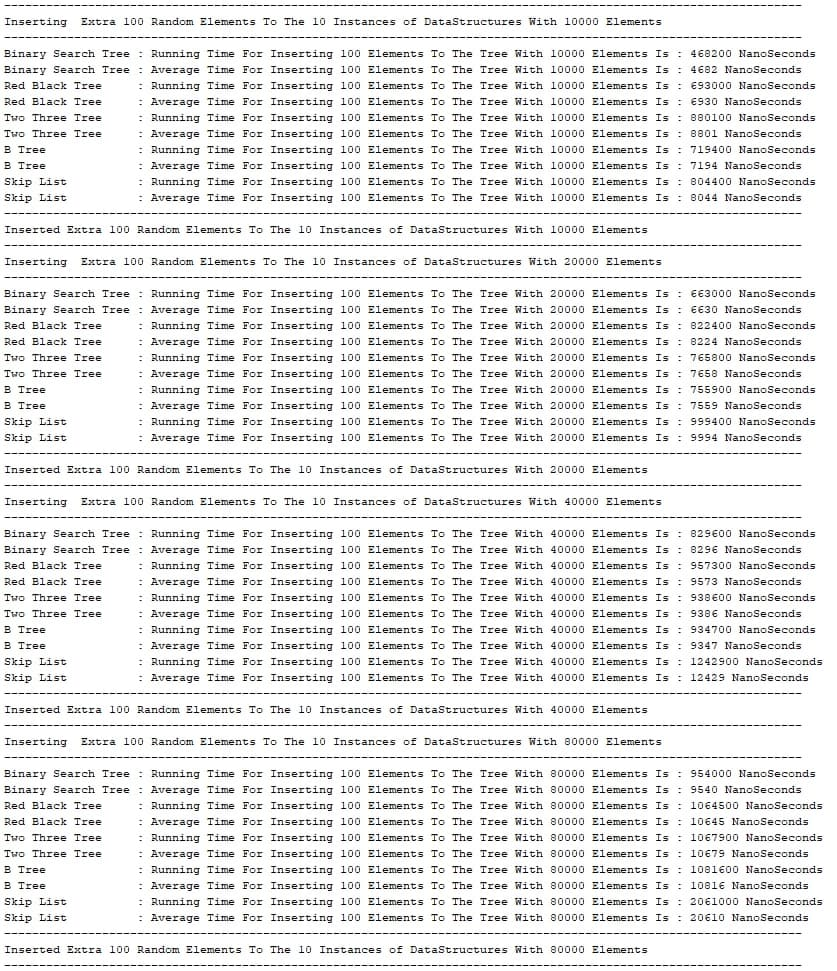 --------------------------------------------------------------------------------------------------------------------
Inserting  Extra 100 Random Elements To The 10 Instances of DataStructures With 10000 Elements
--------------------------------------------------------------------------------------------------------------------
Binary Search Tree : Running Time For Inserting 100 Elements To The Tree With 10000 Elements Is : 468200 NanoSeconds
Binary Search Tree : Average Time For Inserting 100 Elements To The Tree With 10000 Elements Is : 4682 NanoSeconds
Red Black Tree     : Running Time For Inserting 100 Elements To The Tree With 10000 Elements Is : 693000 NanoSeconds
Red Black Tree     : Average Time For Inserting 100 Elements To The Tree With 10000 Elements Is : 6930 NanoSeconds
Two Three Tree     : Running Time For Inserting 100 Elements To The Tree With 10000 Elements Is : 880100 NanoSeconds
Two Three Tree     : Average Time For Inserting 100 Elements To The Tree With 10000 Elements Is : 8801 NanoSeconds
B Tree             : Running Time For Inserting 100 Elements To The Tree With 10000 Elements Is : 719400 NanoSeconds
B Tree             : Average Time For Inserting 100 Elements To The Tree With 10000 Elements Is : 7194 NanoSeconds
Skip List          : Running Time For Inserting 100 Elements To The Tree With 10000 Elements Is : 804400 NanoSeconds
Skip List          : Average Time For Inserting 100 Elements To The Tree With 10000 Elements Is : 8044 NanoSeconds
--------------------------------------------------------------------------------------------------------------------
Inserted Extra 100 Random Elements To The 10 Instances of DataStructures With 10000 Elements
--------------------------------------------------------------------------------------------------------------------
Inserting  Extra 100 Random Elements To The 10 Instances of DataStructures With 20000 Elements
--------------------------------------------------------------------------------------------------------------------
Binary Search Tree : Running Time For Inserting 100 Elements To The Tree With 20000 Elements Is : 663000 NanoSeconds
Binary Search Tree : Average Time For Inserting 100 Elements To The Tree With 20000 Elements Is : 6630 NanoSeconds
Red Black Tree     : Running Time For Inserting 100 Elements To The Tree With 20000 Elements Is : 822400 NanoSeconds
Red Black Tree     : Average Time For Inserting 100 Elements To The Tree With 20000 Elements Is : 8224 NanoSeconds
Two Three Tree     : Running Time For Inserting 100 Elements To The Tree With 20000 Elements Is : 765800 NanoSeconds
Two Three Tree     : Average Time For Inserting 100 Elements To The Tree With 20000 Elements Is : 7658 NanoSeconds
B Tree             : Running Time For Inserting 100 Elements To The Tree With 20000 Elements Is : 755900 NanoSeconds
B Tree             : Average Time For Inserting 100 Elements To The Tree With 20000 Elements Is : 7559 NanoSeconds
Skip List          : Running Time For Inserting 100 Elements To The Tree With 20000 Elements Is : 999400 NanoSeconds
Skip List          : Average Time For Inserting 100 Elements To The Tree With 20000 Elements Is : 9994 NanoSeconds
--------------------------------------------------------------------------------------------------------------------
Inserted Extra 100 Random Elements To The 10 Instances of DataStructures With 20000 Elements
--------------------------------------------------------------------------------------------------------------------
Inserting  Extra 100 Random Elements To The 10 Instances of DataStructures With 40000 Elements
--------------------------------------------------------------------------------------------------------------------
Binary Search Tree : Running Time For Inserting 100 Elements To The Tree With 40000 Elements Is : 829600 NanoSeconds
Binary Search Tree : Average Time For Inserting 100 Elements To The Tree With 40000 Elements Is : 8296 NanoSeconds
Red Black Tree     : Running Time For Inserting 100 Elements To The Tree With 40000 Elements Is : 957300 NanoSeconds
Red Black Tree     : Average Time For Inserting 100 Elements To The Tree With 40000 Elements Is : 9573 NanoSeconds
Two Three Tree     : Running Time For Inserting 100 Elements To The Tree With 40000 Elements Is : 938600 NanoSeconds
Two Three Tree     : Average Time For Inserting 100 Elements To The Tree With 40000 Elements Is : 9386 NanoSeconds
B Tree             : Running Time For Inserting 100 Elements To The Tree With 40000 Elements Is : 934700 NanoSeconds
B Tree             : Average Time For Inserting 100 Elements To The Tree With 40000 Elements Is : 9347 NanoSeconds
Skip List          : Running Time For Inserting 100 Elements To The Tree With 40000 Elements Is : 1242900 NanoSeconds
Skip List          : Average Time For Inserting 100 Elements To The Tree With 40000 Elements Is : 12429 NanoSeconds
--------------------------------------------------------------------------------------------------------------------
Inserted Extra 100 Random Elements To The 10 Instances of DataStructures With 40000 Elements
--------------------------------------------------------------------------------------------------------------------
Inserting  Extra 100 Random Elements To The 10 Instances of DataStructures With 80000 Elements
--------------------------------------------------------------------------------------------------------------------
Binary Search Tree : Running Time For Inserting 100 Elements To The Tree With 80000 Elements Is : 954000 NanoSeconds
Binary Search Tree : Average Time For Inserting 100 Elements To The Tree With 80000 Elements Is : 9540 NanoSeconds
Red Black Tree     : Running Time For Inserting 100 Elements To The Tree With 80000 Elements Is : 1064500 NanoSeconds
Red Black Tree     : Average Time For Inserting 100 Elements To The Tree With 80000 Elements Is : 10645 NanoSeconds
Two Three Tree     : Running Time For Inserting 100 Elements To The Tree With 80000 Elements Is : 1067900 NanoSeconds
Two Three Tree     : Average Time For Inserting 100 Elements To The Tree With 80000 Elements Is : 10679 NanoSeconds
B Tree             : Running Time For Inserting 100 Elements To The Tree With 80000 Elements Is : 1081600 NanoSeconds
B Tree             : Average Time For Inserting 100 Elements To The Tree With 80000 Elements Is : 10816 NanoSeconds
Skip List          : Running Time For Inserting 100 Elements To The Tree With 80000 Elements Is : 2061000 NanoSeconds
Skip List          : Average Time For Inserting 100 Elements To The Tree With 80000 Elements Is : 20610 NanoSeconds
--------------------------------------------------------------------------------------------------------------------
Inserted Extra 100 Random Elements To The 10 Instances of DataStructures With 80000 Elements
--------------------------------------------------------------------------------------------------------------------